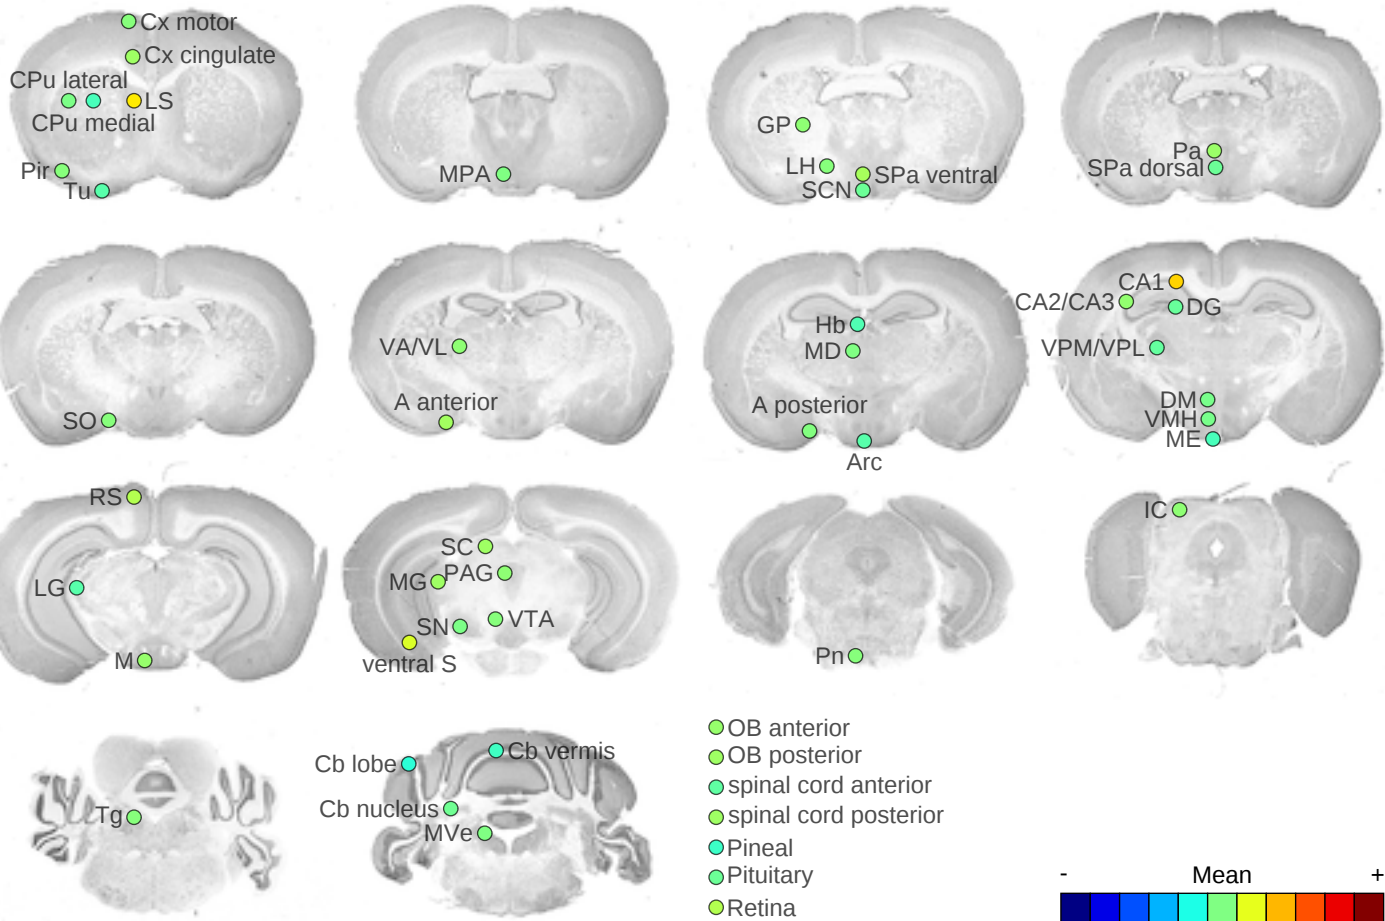 Cx motor
Cx cingulate
CPu lateral
LS
CPu medial
Pir
Tu
MPA
GP
LH
SPa ventral
SCN
Pa
SPa dorsal
SO
VA/VL
A anterior
Hb
MD
A posterior
Arc
CA1
CA2/CA3
DG
VPM/VPL
DM
VMH
ME
RS
LG
M
SC
MG
PAG
SN
VTA
ventral S
Pn
IC
Tg
Cb lobe
Cb vermis
Cb nucleus
MVe
OB anterior
OB posterior
spinal cord anterior
spinal cord posterior
Pineal
Pituitary
Retina
- Mean +